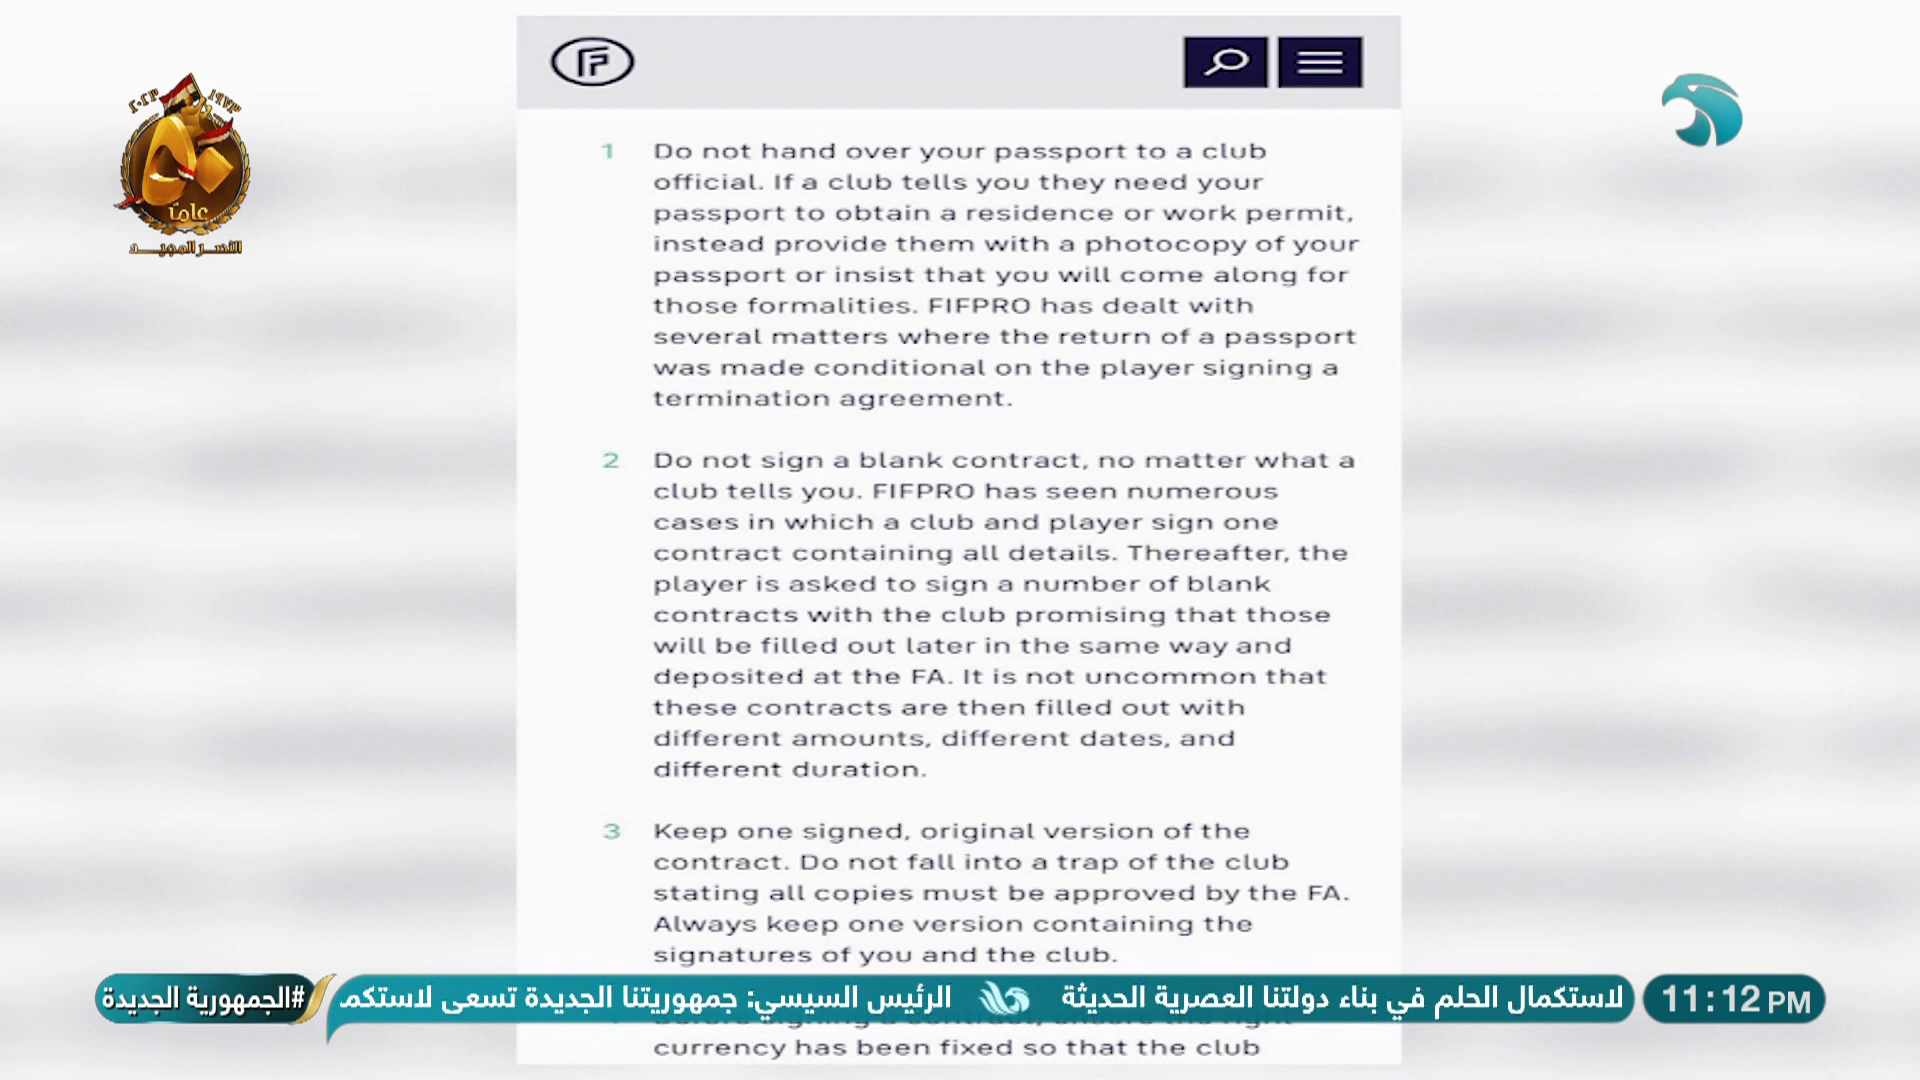 ١٩٧٣
٢٠٢٣
عامًا
النصر المجيد
1 Do not hand over your passport to a club
official. If a club tells you they need your
passport to obtain a residence or work permit,
instead provide them with a photocopy of your
passport or insist that you will come along for
those formalities. FIFPRO has dealt with
several matters where the return of a passport
was made conditional on the player signing a
termination agreement.
2 Do not sign a blank contract, no matter what a
club tells you. FIFPRO has seen numerous
cases in which a club and player sign one
contract containing all details. Thereafter, the
player is asked to sign a number of blank
contracts with the club promising that those
will be filled out later in the same way and
deposited at the FA. It is not uncommon that
these contracts are then filled out with
different amounts, different dates, and
different duration.
3 Keep one signed, original version of the
contract. Do not fall into a trap of the club
stating all copies must be approved by the FA.
Always keep one version containing the
signatures of you and the club.
currency has been fixed so that the club
لاستكمال الحلم في بناء دولتنا العصرية الحديثة
الرئيس السيسي: جمهوريتنا الجديدة تسعى لاستكم
#الجمهورية الجديدة
11:12 PM